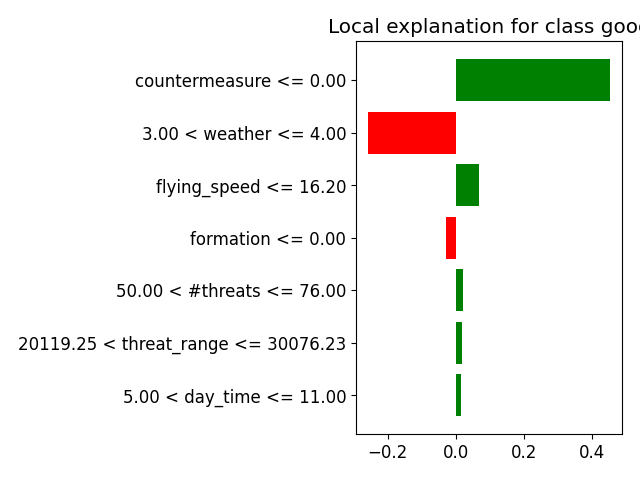 Local explanation for class goo
countermeasure <= 0.00
3.00 < weather <= 4.00
flying_speed <= 16.20
formation <= 0.00
50.00 < #threats <= 76.00
20119.25 < threat_range <= 30076.23
5.00 < day_time <= 11.00
−0.2 0.0 0.2 0.4